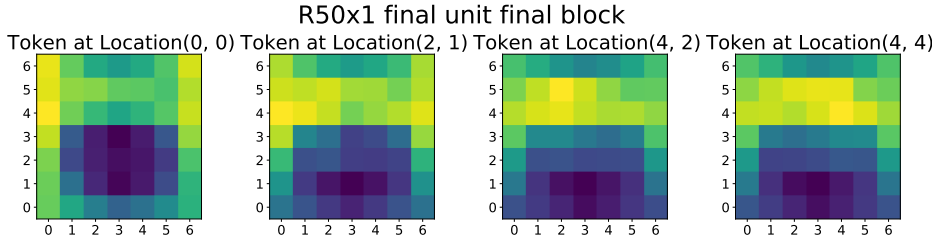 R50x1 final unit final block
Token at Location(0, 0) Token at Location(2, 1) Token at Location(4, 2) Token at Location(4, 4)
6 6 6 6
5 5 5 5
4 4 4 4
3 3 3 3
2 2 2 2
1 1 1 1
0 0 0 0
0 1 2 3 4 5 6 0 1 2 3 4 5 6 0 1 2 3 4 5 6 0 1 2 3 4 5 6